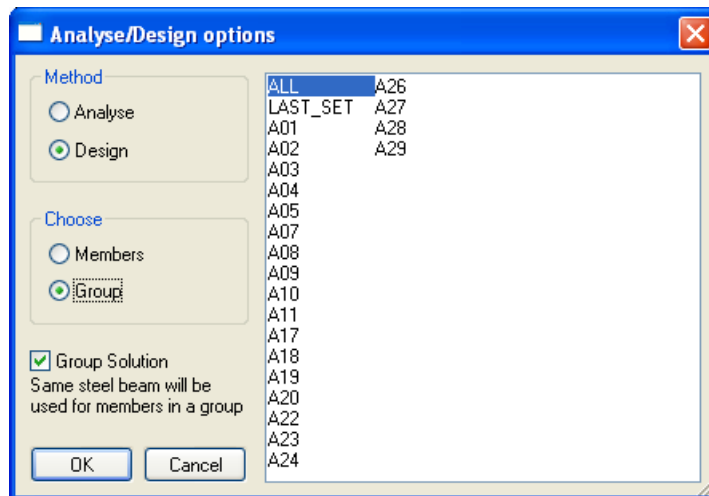 Analyse/Design options
Method
Analyse
Design
Choose
Members
Group
Group Solution
Same steel beam will be
used for members in a group
OK Cancel
ALL
LAST_SET
A01
A02
A03
A04
A05
A07
A08
A09
A10
A11
A17
A18
A19
A20
A22
A23
A24
A26
A27
A28
A29